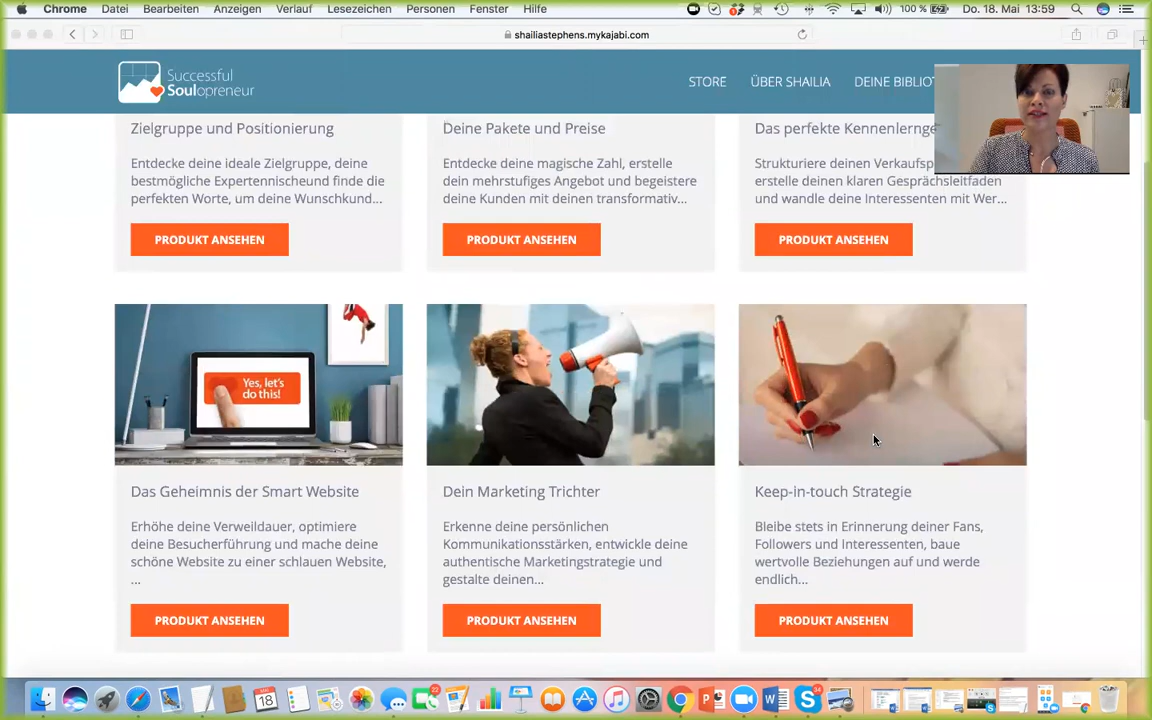 Chrome Datei Bearbeiten Anzeigen Verlauf Lesezeichen Personen Fenster Hilfe 100 % Do. 18. Mai 13:59
shailiastephens.mykajabi.com
Successful
Soulopreneur
STORE ÜBER SHAILIA DEINE BIBLIOT
Zielgruppe und Positionierung
Entdecke deine ideale Zielgruppe, deine
bestmögliche Expertennischeund finde die
perfekten Worte, um deine Wunschkund...
PRODUKT ANSEHEN
Deine Pakete und Preise
Entdecke deine magische Zahl, erstelle
dein mehrstufiges Angebot und begeistere
deine Kunden mit deinen transformativ...
PRODUKT ANSEHEN
Das perfekte Kennenlernge
Strukturiere deinen Verkaufsp
erstelle deinen klaren Gesprächsleitfaden
und wandle deine Interessenten mit Wer...
PRODUKT ANSEHEN
Yes, let's
do this!
Das Geheimnis der Smart Website
Erhöhe deine Verweildauer, optimiere
deine Besucherführung und mache deine
schöne Website zu einer schlauen Website,
...
PRODUKT ANSEHEN
Dein Marketing Trichter
Erkenne deine persönlichen
Kommunikationsstärken, entwickle deine
authentische Marketingstrategie und
gestalte deinen...
PRODUKT ANSEHEN
Keep-in-touch Strategie
Bleibe stets in Erinnerung deiner Fans,
Followers und Interessenten, baue
wertvolle Beziehungen auf und werde
endlich...
PRODUKT ANSEHEN
18
22
34